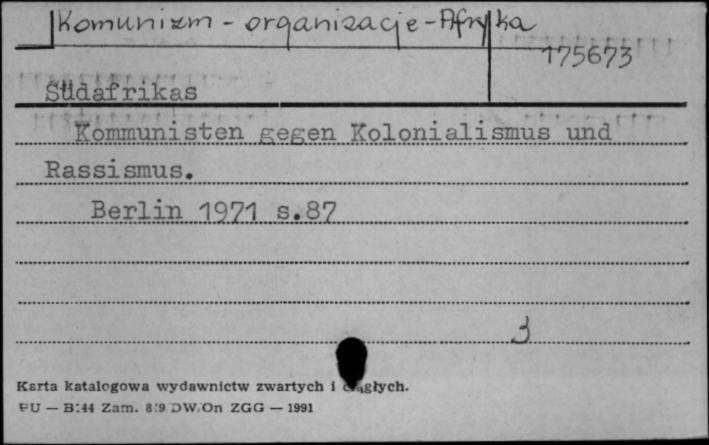 Komunizm - organizacje - Afryka
175673
Südafrikas
Kommunisten gegen Kolonialismus und
Rassismus.
Berlin 1971 s.87
3
Karta katalogowa wydawnictw zwartych i ciągłych.
PU — B144 Zam. 819 DW/On ZGG — 1991